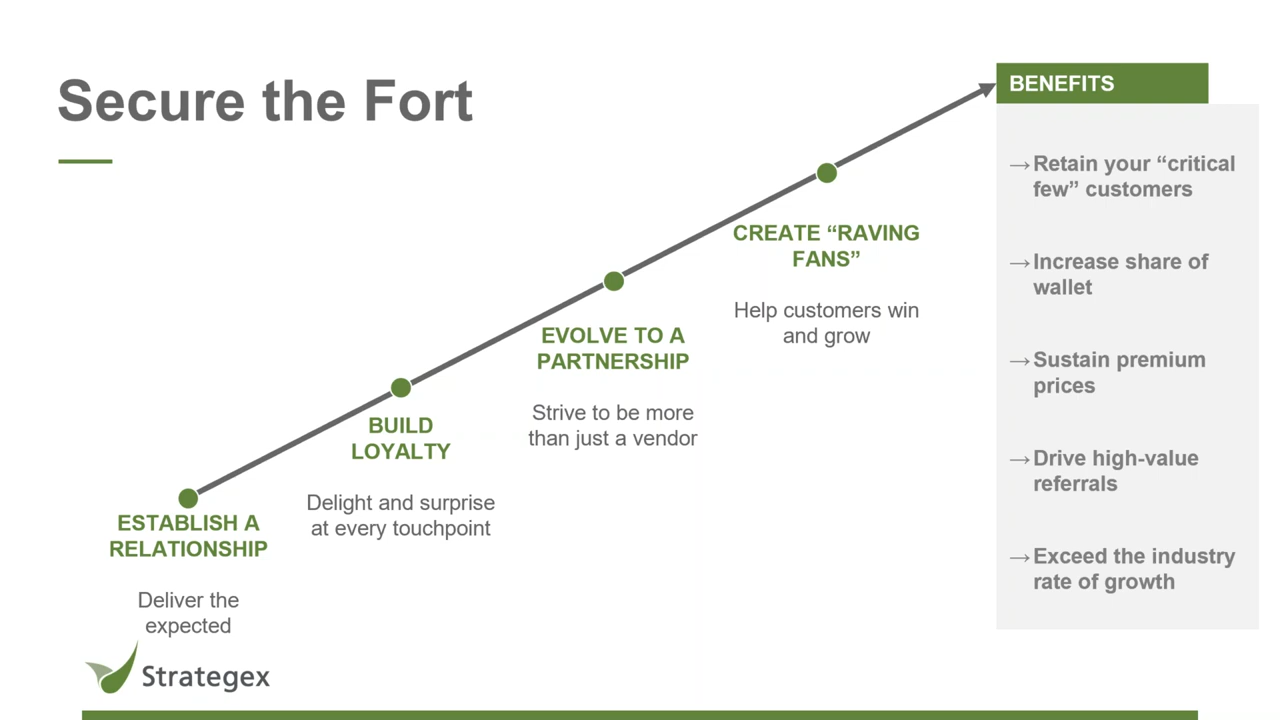 Secure the Fort
ESTABLISH A
RELATIONSHIP
Deliver the
expected
BUILD
LOYALTY
Delight and surprise
at every touchpoint
EVOLVE TO A
PARTNERSHIP
Strive to be more
than just a vendor
CREATE “RAVING
FANS”
Help customers win
and grow
BENEFITS
→Retain your “critical
few” customers
→Increase share of
wallet
→Sustain premium
prices
→Drive high-value
referrals
→Exceed the industry
rate of growth
Strategex